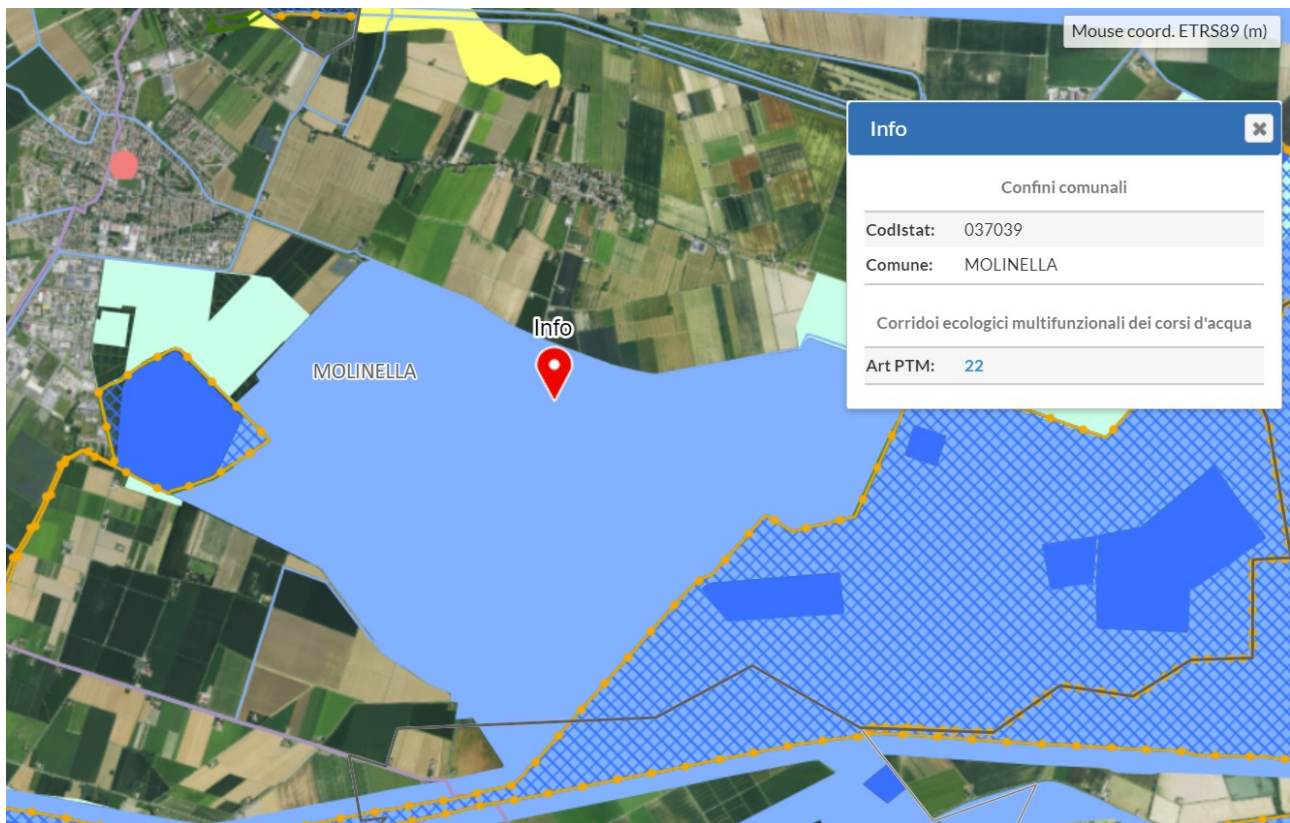 Mouse coord. ETRS89 (m)
Info
Confini comunali
CodIstat: 037039
Comune: MOLINELLA
Corridoi ecologici multifunzionali dei corsi d'acqua
Art PTM: 22
Info
MOLINELLA